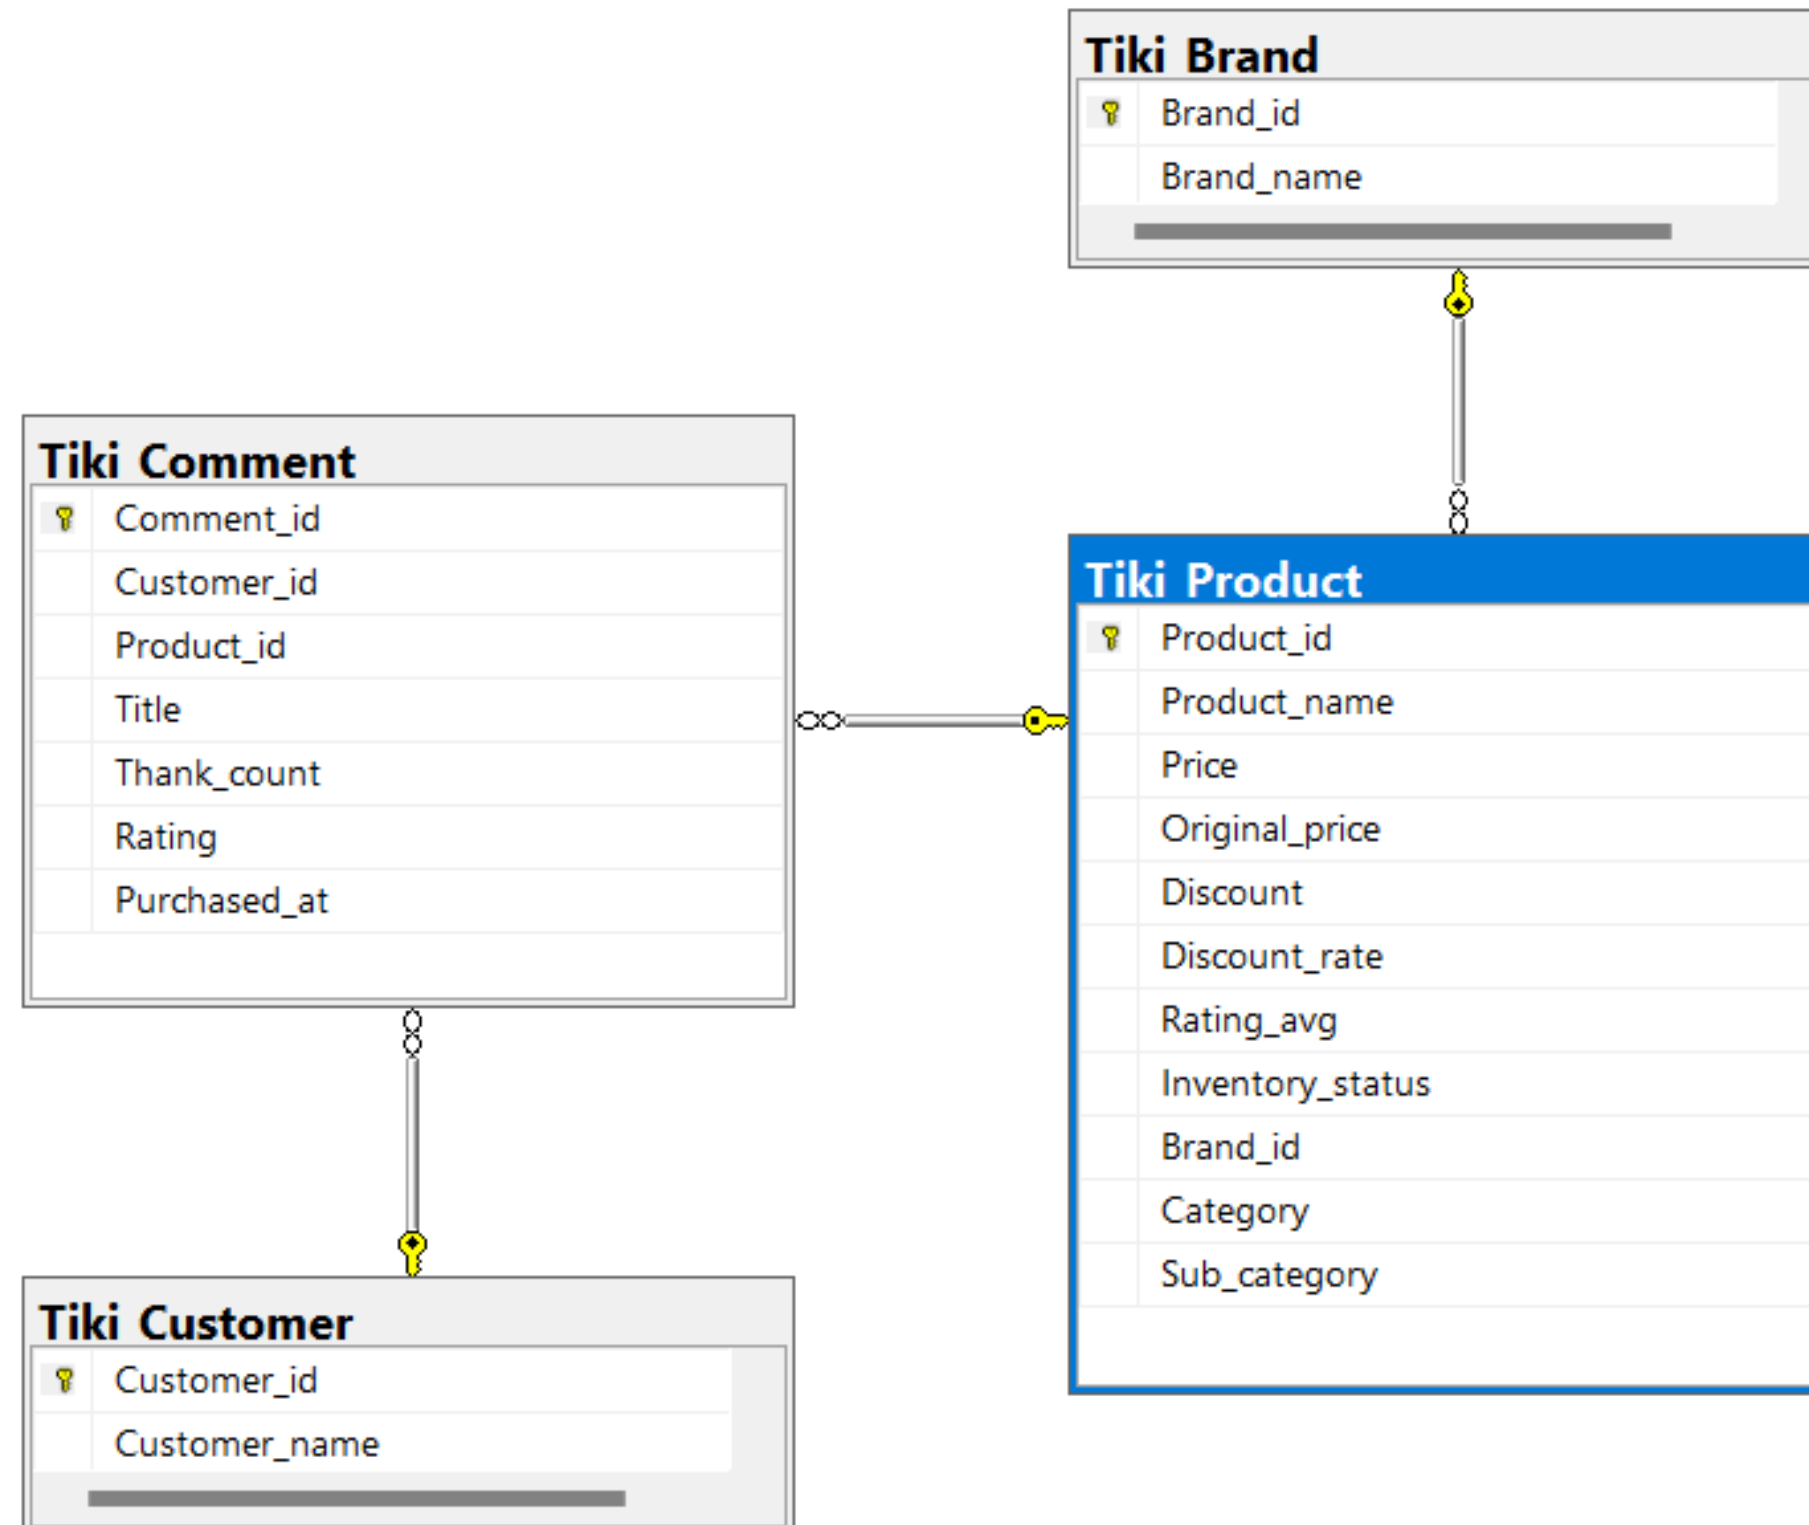 Tiki Brand
Brand_id
Brand_name
Tiki Comment
Comment_id
Customer_id
Product_id
Title
Thank_count
Rating
Purchased_at
Tiki Product
Product_id
Product_name
Price
Original_price
Discount
Discount_rate
Rating_avg
Inventory_status
Brand_id
Category
Sub_category
Tiki Customer
Customer_id
Customer_name